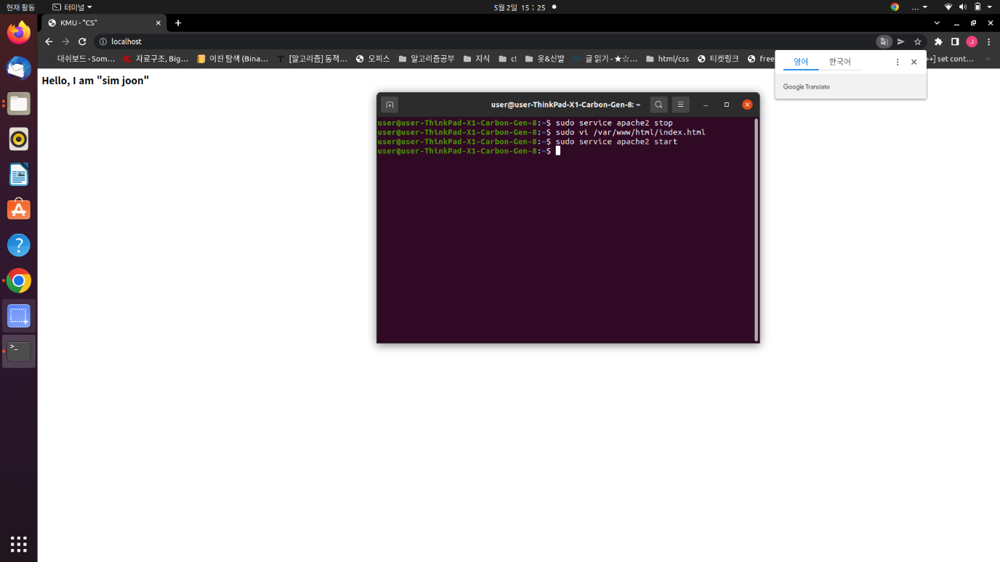 현재 활동
터미널
5월 2일 15 : 25
...
KMU - "CS"
localhost
J
대쉬보드 - Som…
자료구조, Big…
이진 탐색 (Bina…
[알고리즘] 동적…
오피스
알고리즘공부
지식
c!
옷&신발
글 읽기 - ★☆…
html/css
티켓링크
free
+] set cont…
영어
한국어
Google Translate
Hello, I am "sim joon"
user@user-ThinkPad-X1-Carbon-Gen-8: ~
user@user-ThinkPad-X1-Carbon-Gen-8:~$ sudo service apache2 stop
user@user-ThinkPad-X1-Carbon-Gen-8:~$ sudo vi /var/www/html/index.html
user@user-ThinkPad-X1-Carbon-Gen-8:~$ sudo service apache2 start
user@user-ThinkPad-X1-Carbon-Gen-8:~$